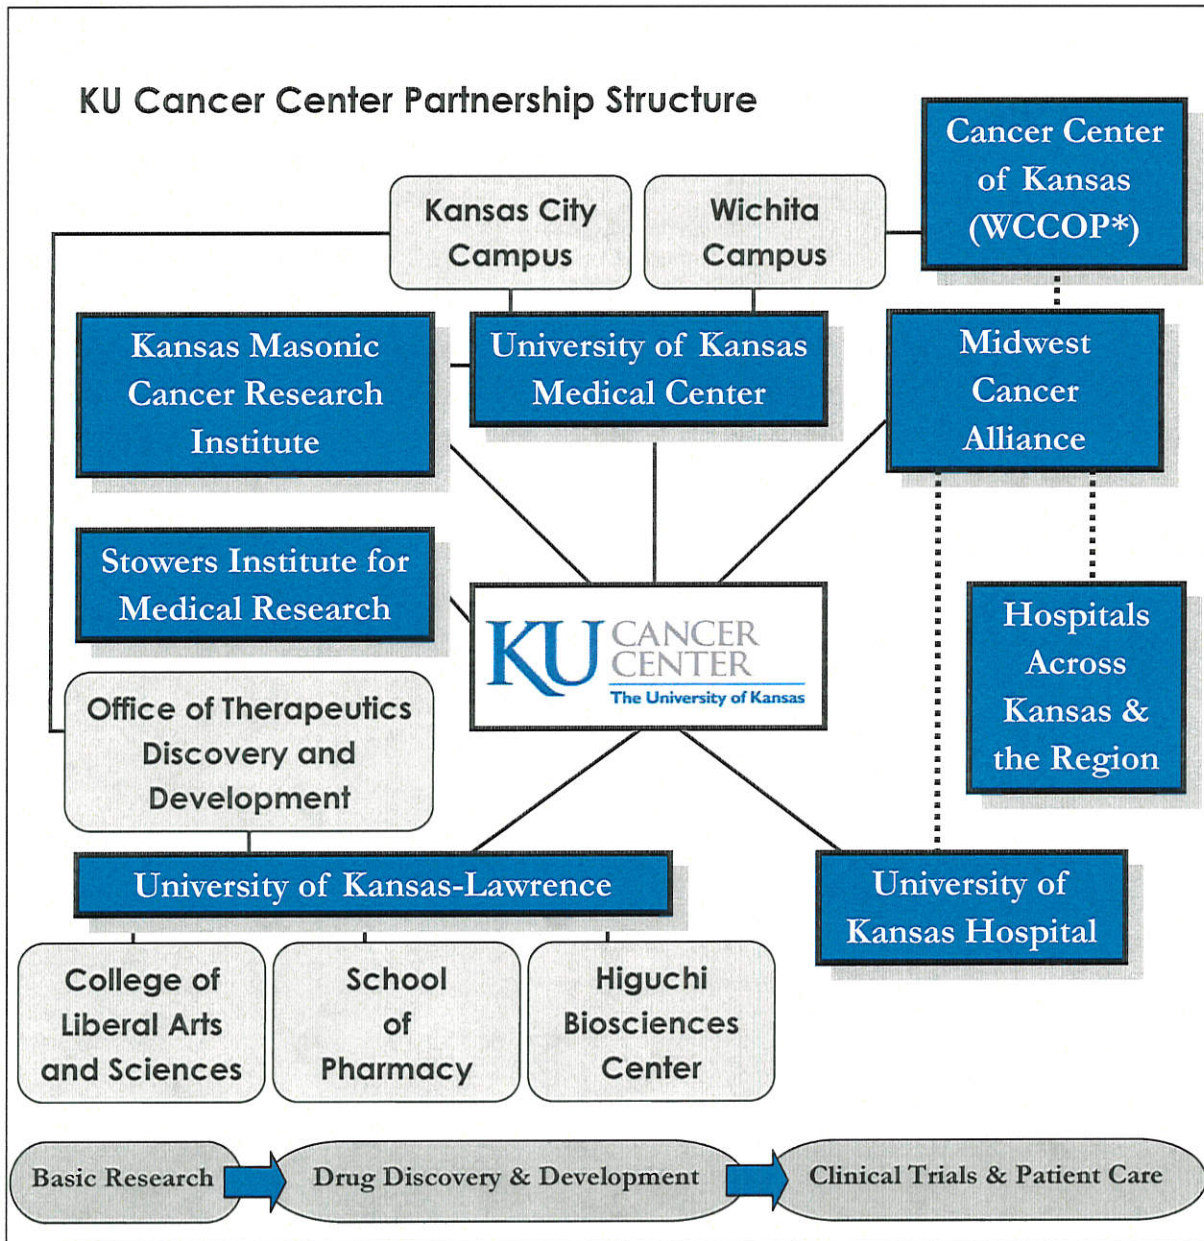 KU Cancer Center Partnership Structure
Cancer Center
of Kansas
(WCCOP*)
Kansas City
Campus
Wichita
Campus
Kansas Masonic
Cancer Research
Institute
University of Kansas
Medical Center
Midwest
Cancer
Alliance
Stowers Institute for
Medical Research
KU CANCER
CENTER
The University of Kansas
Hospitals
Across
Kansas &
the Region
Office of Therapeutics
Discovery and
Development
University of Kansas-Lawrence
University of
Kansas Hospital
College of
Liberal Arts
and Sciences
School
of
Pharmacy
Higuchi
Biosciences
Center
Basic Research
Drug Discovery & Development
Clinical Trials & Patient Care